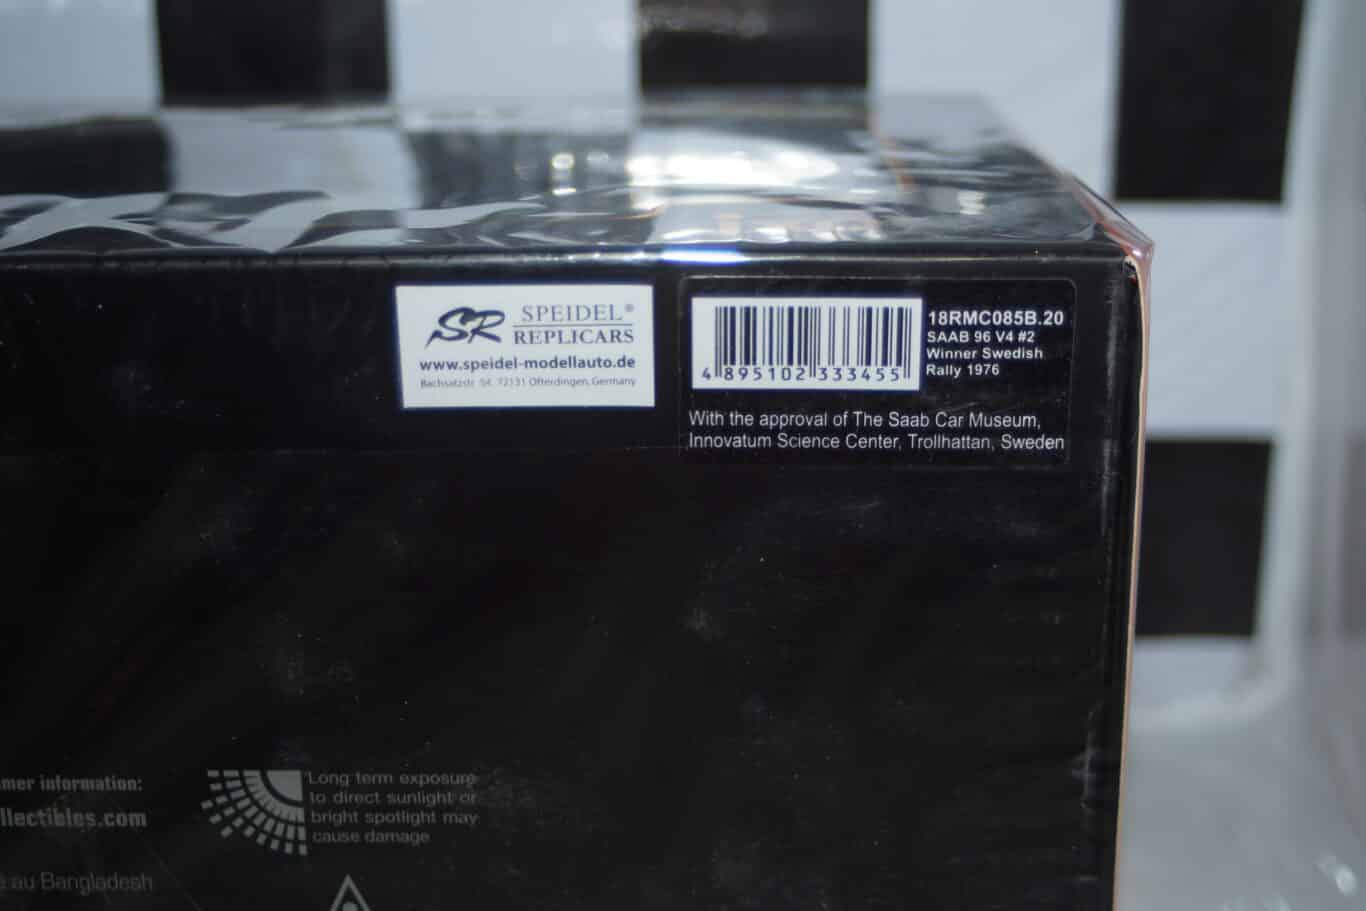 SR SPEIDEL®
REPLICARS
www.speidel-modellauto.de
Bachsatzstr. 54, 72131 Ofterdingen, Germany
4 895102 333455
18RMC085B.20
SAAB 96 V4 #2
Winner Swedish
Rally 1976
With the approval of The Saab Car Museum,
Innovatum Science Center, Trollhattan, Sweden
mer information:
llectibles.com
au Bangladesh
Long term exposure
to direct sunlight or
bright spotlight may
cause damage